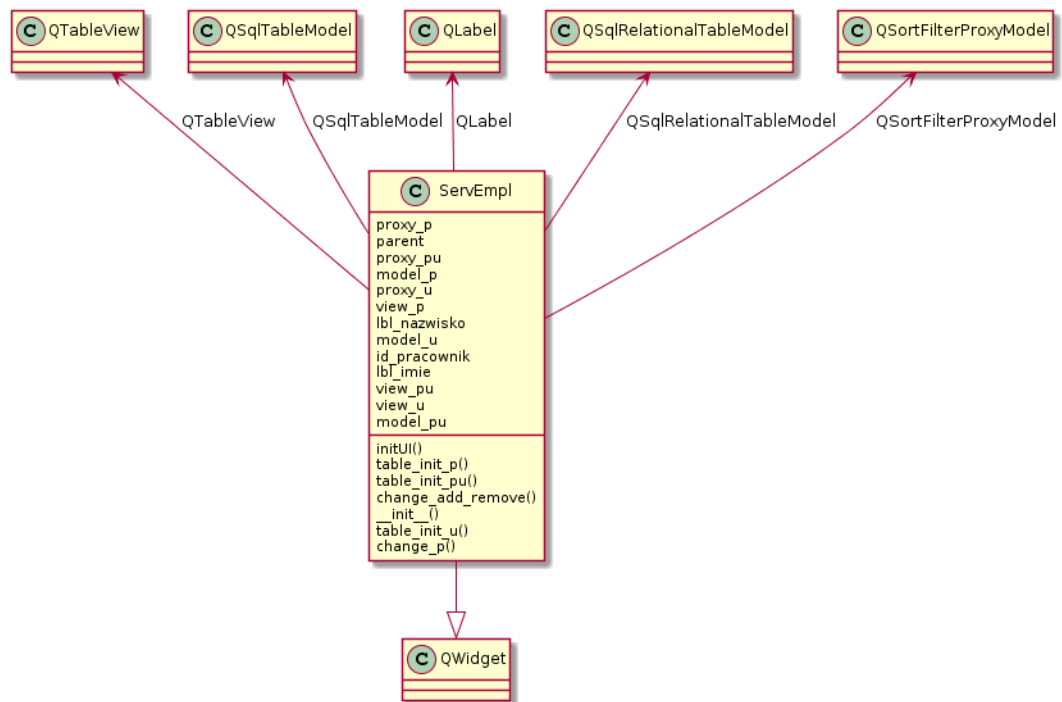 C QTableView
C QSqlTableModel
C QLabel
C QSqlRelationalTableModel
C QSortFilterProxyModel
QTableView
QSqlTableModel
QLabel
QSqlRelationalTableModel
QSortFilterProxyModel
C ServEmpl
proxy_p
parent
proxy_pu
model_p
proxy_u
view_p
lbl_nazwisko
model_u
id_pracownik
lbl_imie
view_pu
view_u
model_pu
initUI()
table_init_p()
table_init_pu()
change_add_remove()
__init__()
table_init_u()
change_p()
C QWidget